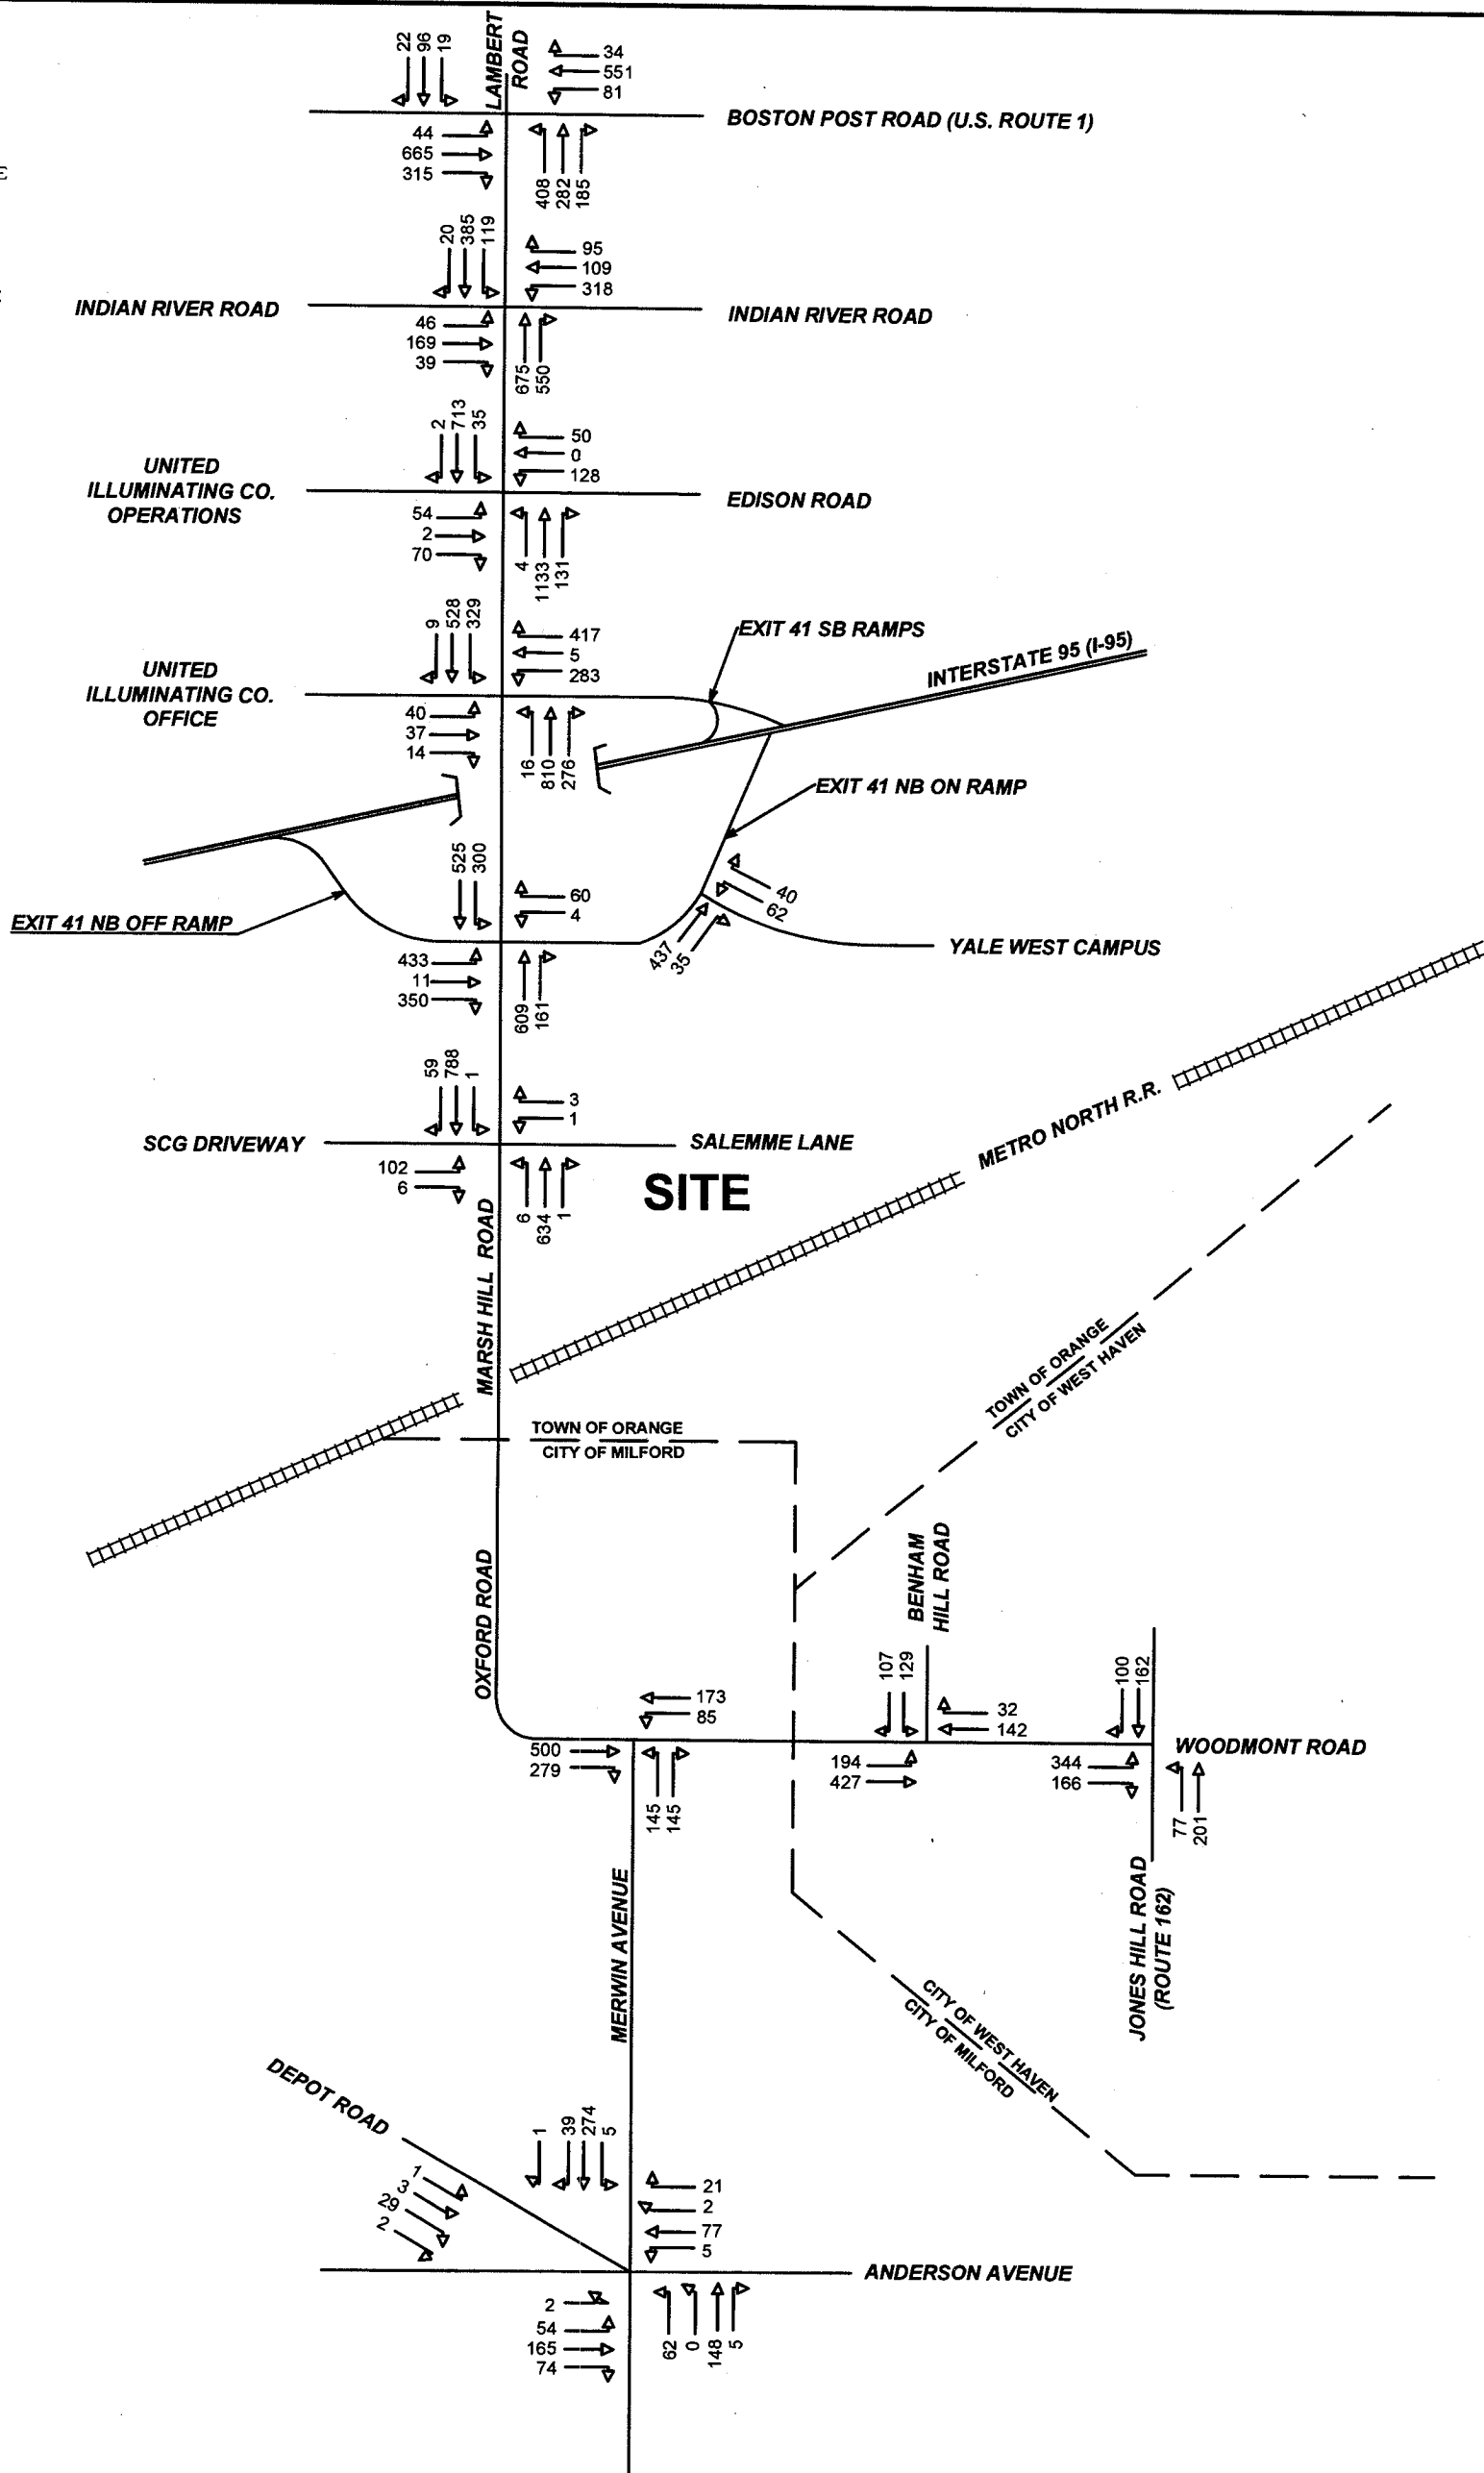 22 96 19
LAMBERT
ROAD
34
551
81
BOSTON POST ROAD (U.S. ROUTE 1)
E
44
665
315
408 282 185
20 385 119
95
109
318
INDIAN RIVER ROAD
INDIAN RIVER ROAD
46
169
39
675 550
2 713 35
50
0
128
UNITED
ILLUMINATING CO.
OPERATIONS
EDISON ROAD
54
2
70
4 1133 131
9 528 329
417
5
283
EXIT 41 SB RAMPS
INTERSTATE 95 (I-95)
UNITED
ILLUMINATING CO.
OFFICE
40
37
14
16 810 276
EXIT 41 NB ON RAMP
525 300
60
4
40
62
EXIT 41 NB OFF RAMP
437
35
YALE WEST CAMPUS
433
11
350
609 161
59 788 1
3
1
SCG DRIVEWAY
SALEMME LANE
METRO NORTH R.R.
102
6
6 634 1
SITE
MARSH HILL ROAD
TOWN OF ORANGE
CITY OF WEST HAVEN
TOWN OF ORANGE
CITY OF MILFORD
OXFORD ROAD
BENHAM
HILL ROAD
173
85
107 129
32
142
100 162
500
279
145 145
194
427
344
166
WOODMONT ROAD
77 201
MERWIN AVENUE
JONES HILL ROAD
(ROUTE 162)
CITY OF WEST HAVEN
CITY OF MILFORD
DEPOT ROAD
1 39 274 5
1
3
29
2
21
2
77
5
ANDERSON AVENUE
2
54
165
74
62 0 148 5